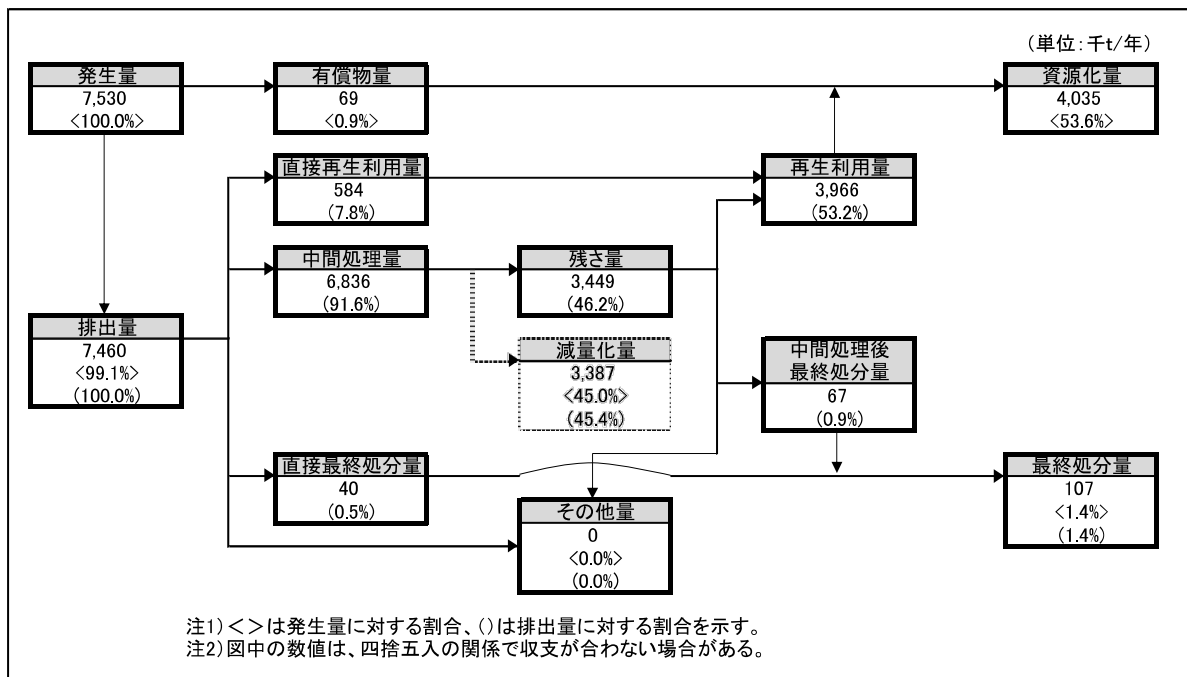 (単位:千t/年)
発生量
7,530
<100.0%>
有償物量
69
<0.9%>
資源化量
4,035
<53.6%>
直接再生利用量
584
(7.8%)
再生利用量
3,966
(53.2%)
中間処理量
6,836
(91.6%)
残さ量
3,449
(46.2%)
排出量
7,460
<99.1%>
(100.0%)
減量化量
3,387
<45.0%>
(45.4%)
中間処理後
最終処分量
67
(0.9%)
直接最終処分量
40
(0.5%)
最終処分量
107
<1.4%>
(1.4%)
その他量
0
<0.0%>
(0.0%)
注1)<>は発生量に対する割合、()は排出量に対する割合を示す。
注2)図中の数値は、四捨五入の関係で収支が合わない場合がある。